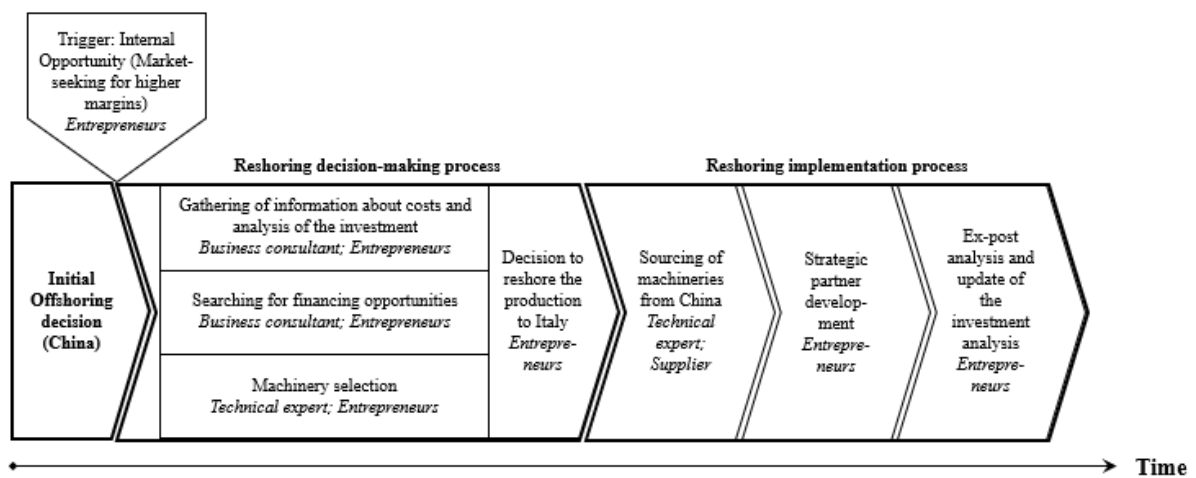 Trigger: Internal
Opportunity (Market-
seeking for higher
margins)
Entrepreneurs
Reshoring decision-making process
Reshoring implementation process
Initial
Offshoring
decision
(China)
Gathering of information about costs and
analysis of the investment
Business consultant; Entrepreneurs
Searching for financing opportunities
Business consultant; Entrepreneurs
Machinery selection
Technical expert; Entrepreneurs
Decision to
reshore the
production
to Italy
Entrepre-
neurs
Sourcing of
machineries
from China
Technical
expert;
Supplier
Strategic
partner
develop-
ment
Entrepre-
neurs
Ex-post
analysis and
update of
the
investment
analysis
Entrepre-
neurs
Time